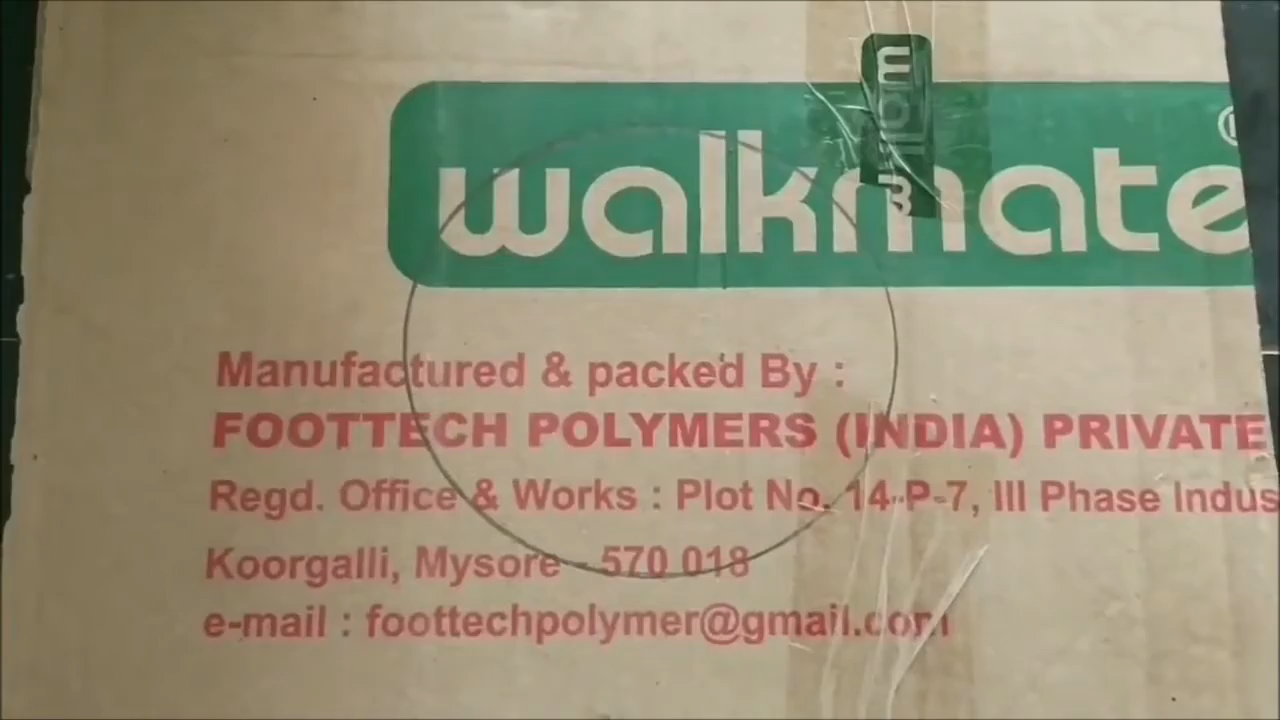 walkmate
Manufactured & packed By :
FOOTTECH POLYMERS (INDIA) PRIVATE
Regd. Office & Works : Plot No. 14-P-7, III Phase Indus
Koorgalli, Mysore - 570 018
e-mail : foottechpolymer@gmail.com